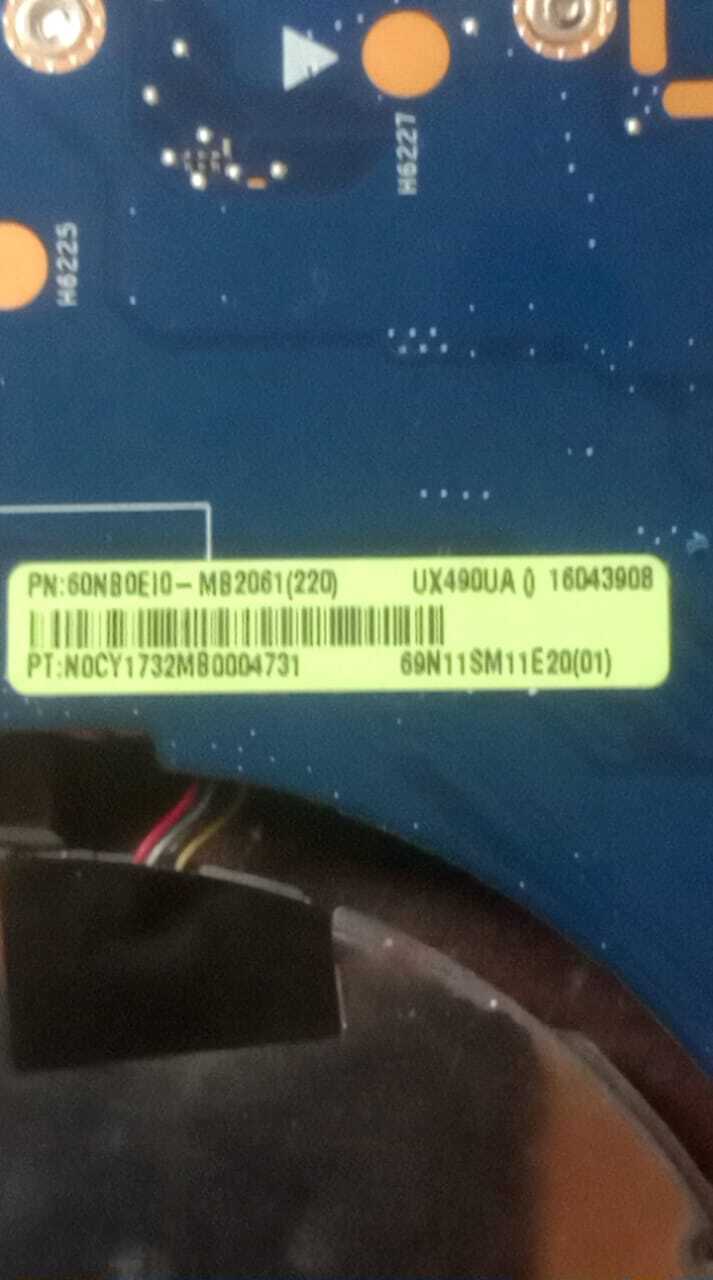 H6227
H6225
PN:60NB0EI0-MB2061(220) UX490UA () 16043908
PT:N0CY1732MB0004731 69N11SM11E20(01)